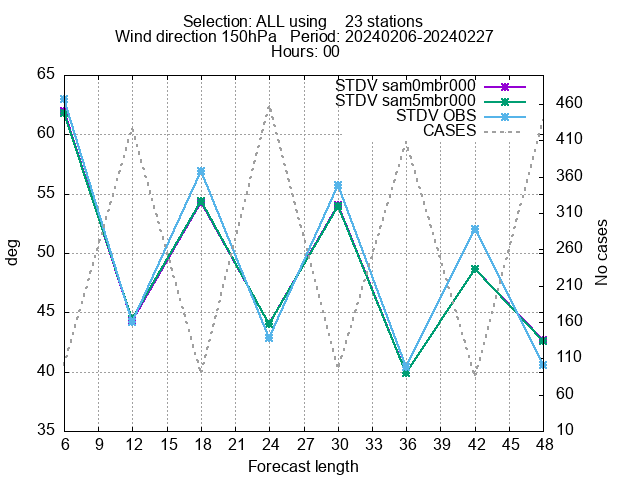 Selection: ALL using    23 stations
Wind direction 150hPa   Period: 20240206-20240227
Hours: 00
STDV sam0mbr000
STDV sam5mbr000
STDV OBS
CASES
deg
65
60
55
50
45
40
35
460
410
360
310
260
210
160
110
60
10
No cases
6 9 12 15 18 21 24 27 30 33 36 39 42 45 48
Forecast length